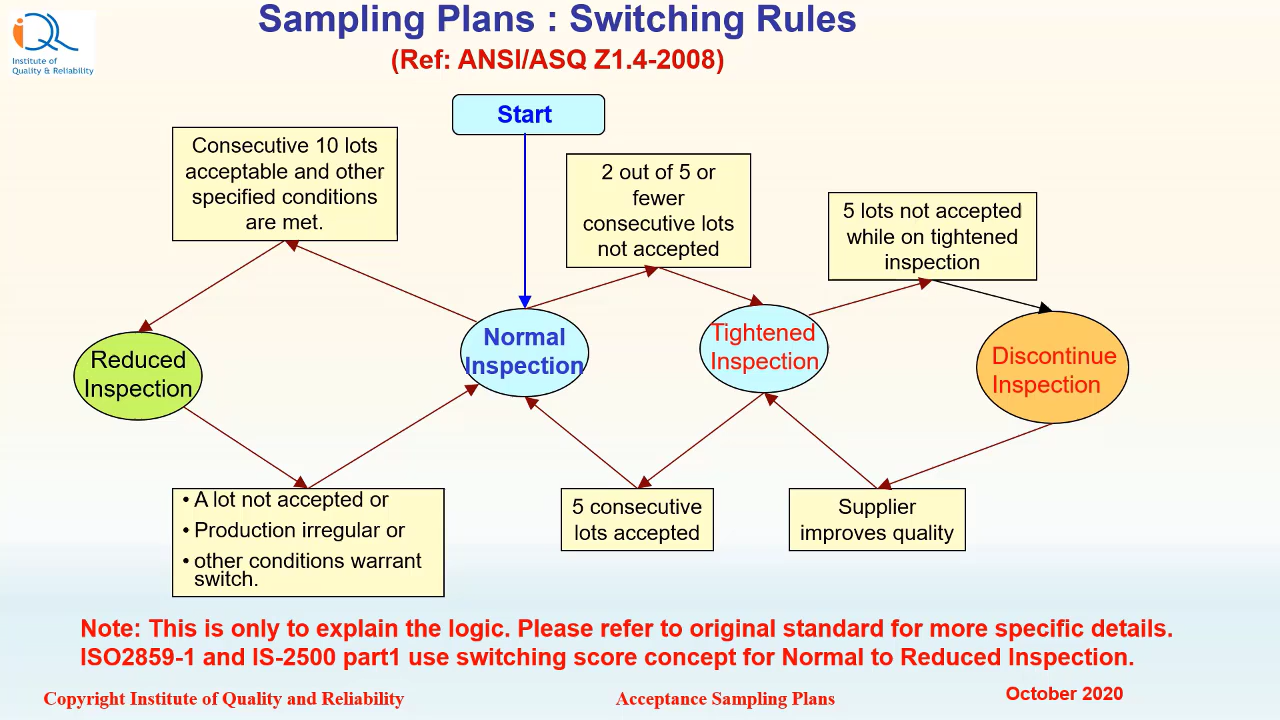 Sampling Plans : Switching Rules
(Ref: ANSI/ASQ Z1.4-2008)
iQR
Institute of
Quality & Reliability
Start
Consecutive 10 lots
acceptable and other
specified conditions
are met.
2 out of 5 or
fewer
consecutive lots
not accepted
5 lots not accepted
while on tightened
inspection
Reduced
Inspection
Normal
Inspection
Tightened
Inspection
Discontinue
Inspection
• A lot not accepted or
• Production irregular or
• other conditions warrant
switch.
5 consecutive
lots accepted
Supplier
improves quality
Note: This is only to explain the logic. Please refer to original standard for more specific details.
ISO2859-1 and IS-2500 part1 use switching score concept for Normal to Reduced Inspection.
Copyright Institute of Quality and Reliability
Acceptance Sampling Plans
October 2020